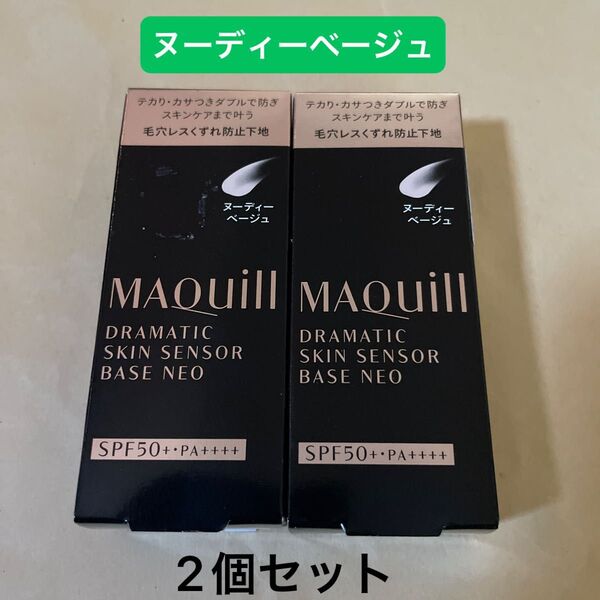 ヌーディーベージュ
テカリ・カサつきダブルで防ぎ
スキンケアまで叶う
毛穴レスくずれ防止下地
ヌーディー
ベージュ
MAQuill
DRAMATIC
SKIN SENSOR
BASE NEO
SPF50+・PA++++
テカリ・カサつきダブルで防ぎ
スキンケアまで叶う
毛穴レスくずれ防止下地
ヌーディー
ベージュ
MAQuill
DRAMATIC
SKIN SENSOR
BASE NEO
SPF50+・PA++++
2個セット